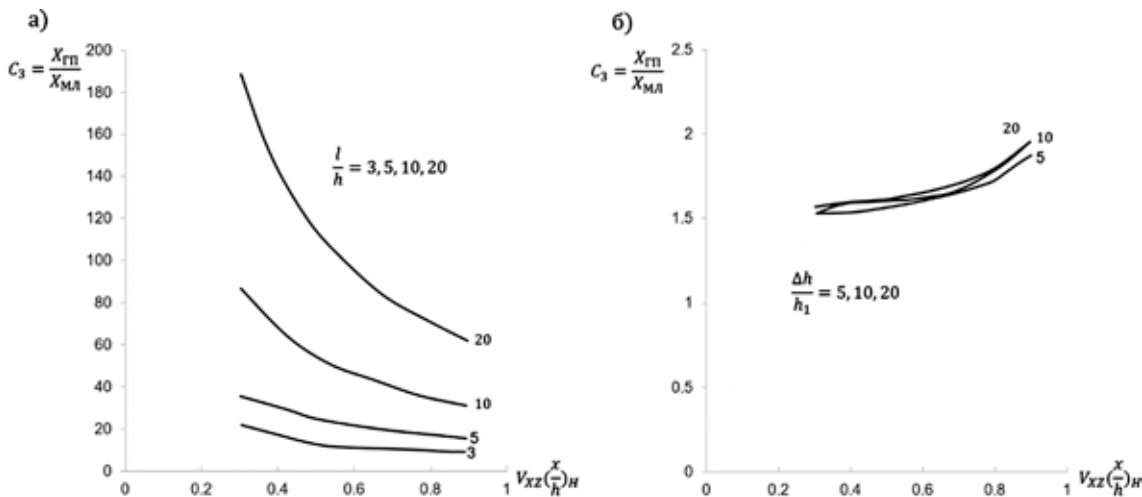 а)
C₃ = X_ГП / X_МЛ
200
180
160
140
120
100
80
60
40
20
0
l/h = 3, 5, 10, 20
20
10
5
3
0 0.2 0.4 0.6 0.8 1
V_XZ(x/h)_H
б)
C₃ = X_ГП / X_МЛ
2.5
2
1.5
1
0.5
0
20 10
5
Δh/h₁ = 5, 10, 20
0 0.2 0.4 0.6 0.8 1
V_XZ(x/h)_H